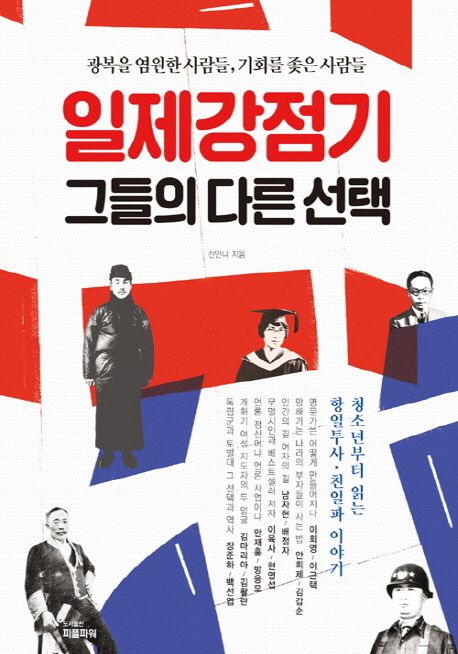 광복을 염원한 사람들, 기회를 좇은 사람들
일제강점기
그들의 다른 선택
선안나 지음
청소년부터 읽는
항일투사·친일파 이야기
명문가는 어떻게 만들어지나 이회영/이근택
망해가는 나라의 부자들이 사는 법 안희제/김갑순
인간의 길 여자의 길 남자현/배정자
무명시인과 베스트셀러 저자 이육사/현영섭
언론 정신이냐 언론 사업이냐 안재홍/방응모
개화기 여성 지도자의 두 얼굴 김마리아/김활란
독립군과 토벌대 그 선택과 역사 장준하/백선엽
도서출판
피플파워